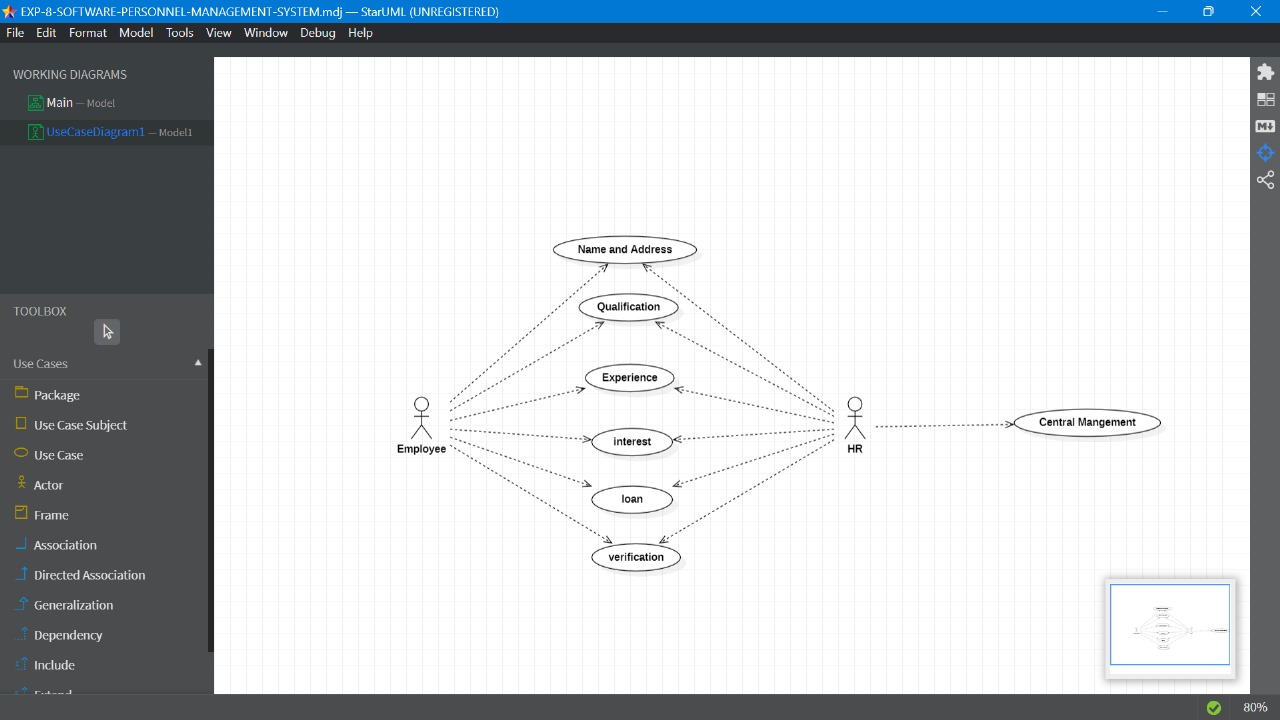 EXP-8-SOFTWARE-PERSONNEL-MANAGEMENT-SYSTEM.mdj — StarUML (UNREGISTERED)
File Edit Format Model Tools View Window Debug Help
WORKING DIAGRAMS
Main — Model
UseCaseDiagram1 — Model1
TOOLBOX
Use Cases
Package
Use Case Subject
Use Case
Actor
Frame
Association
Directed Association
Generalization
Dependency
Include
Extend
Name and Address
Qualification
Experience
interest
loan
verification
Employee
HR
Central Mangement
M
80%